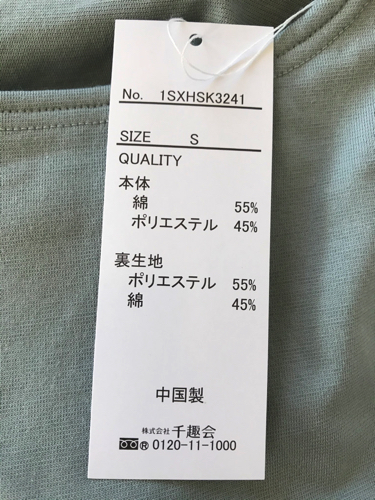 No. 1SXHSK3241
SIZE S
QUALITY
本体
綿 55%
ポリエステル 45%
裏生地
ポリエステル 55%
綿 45%
中国製
株式会社 千趣会
® 0120-11-1000